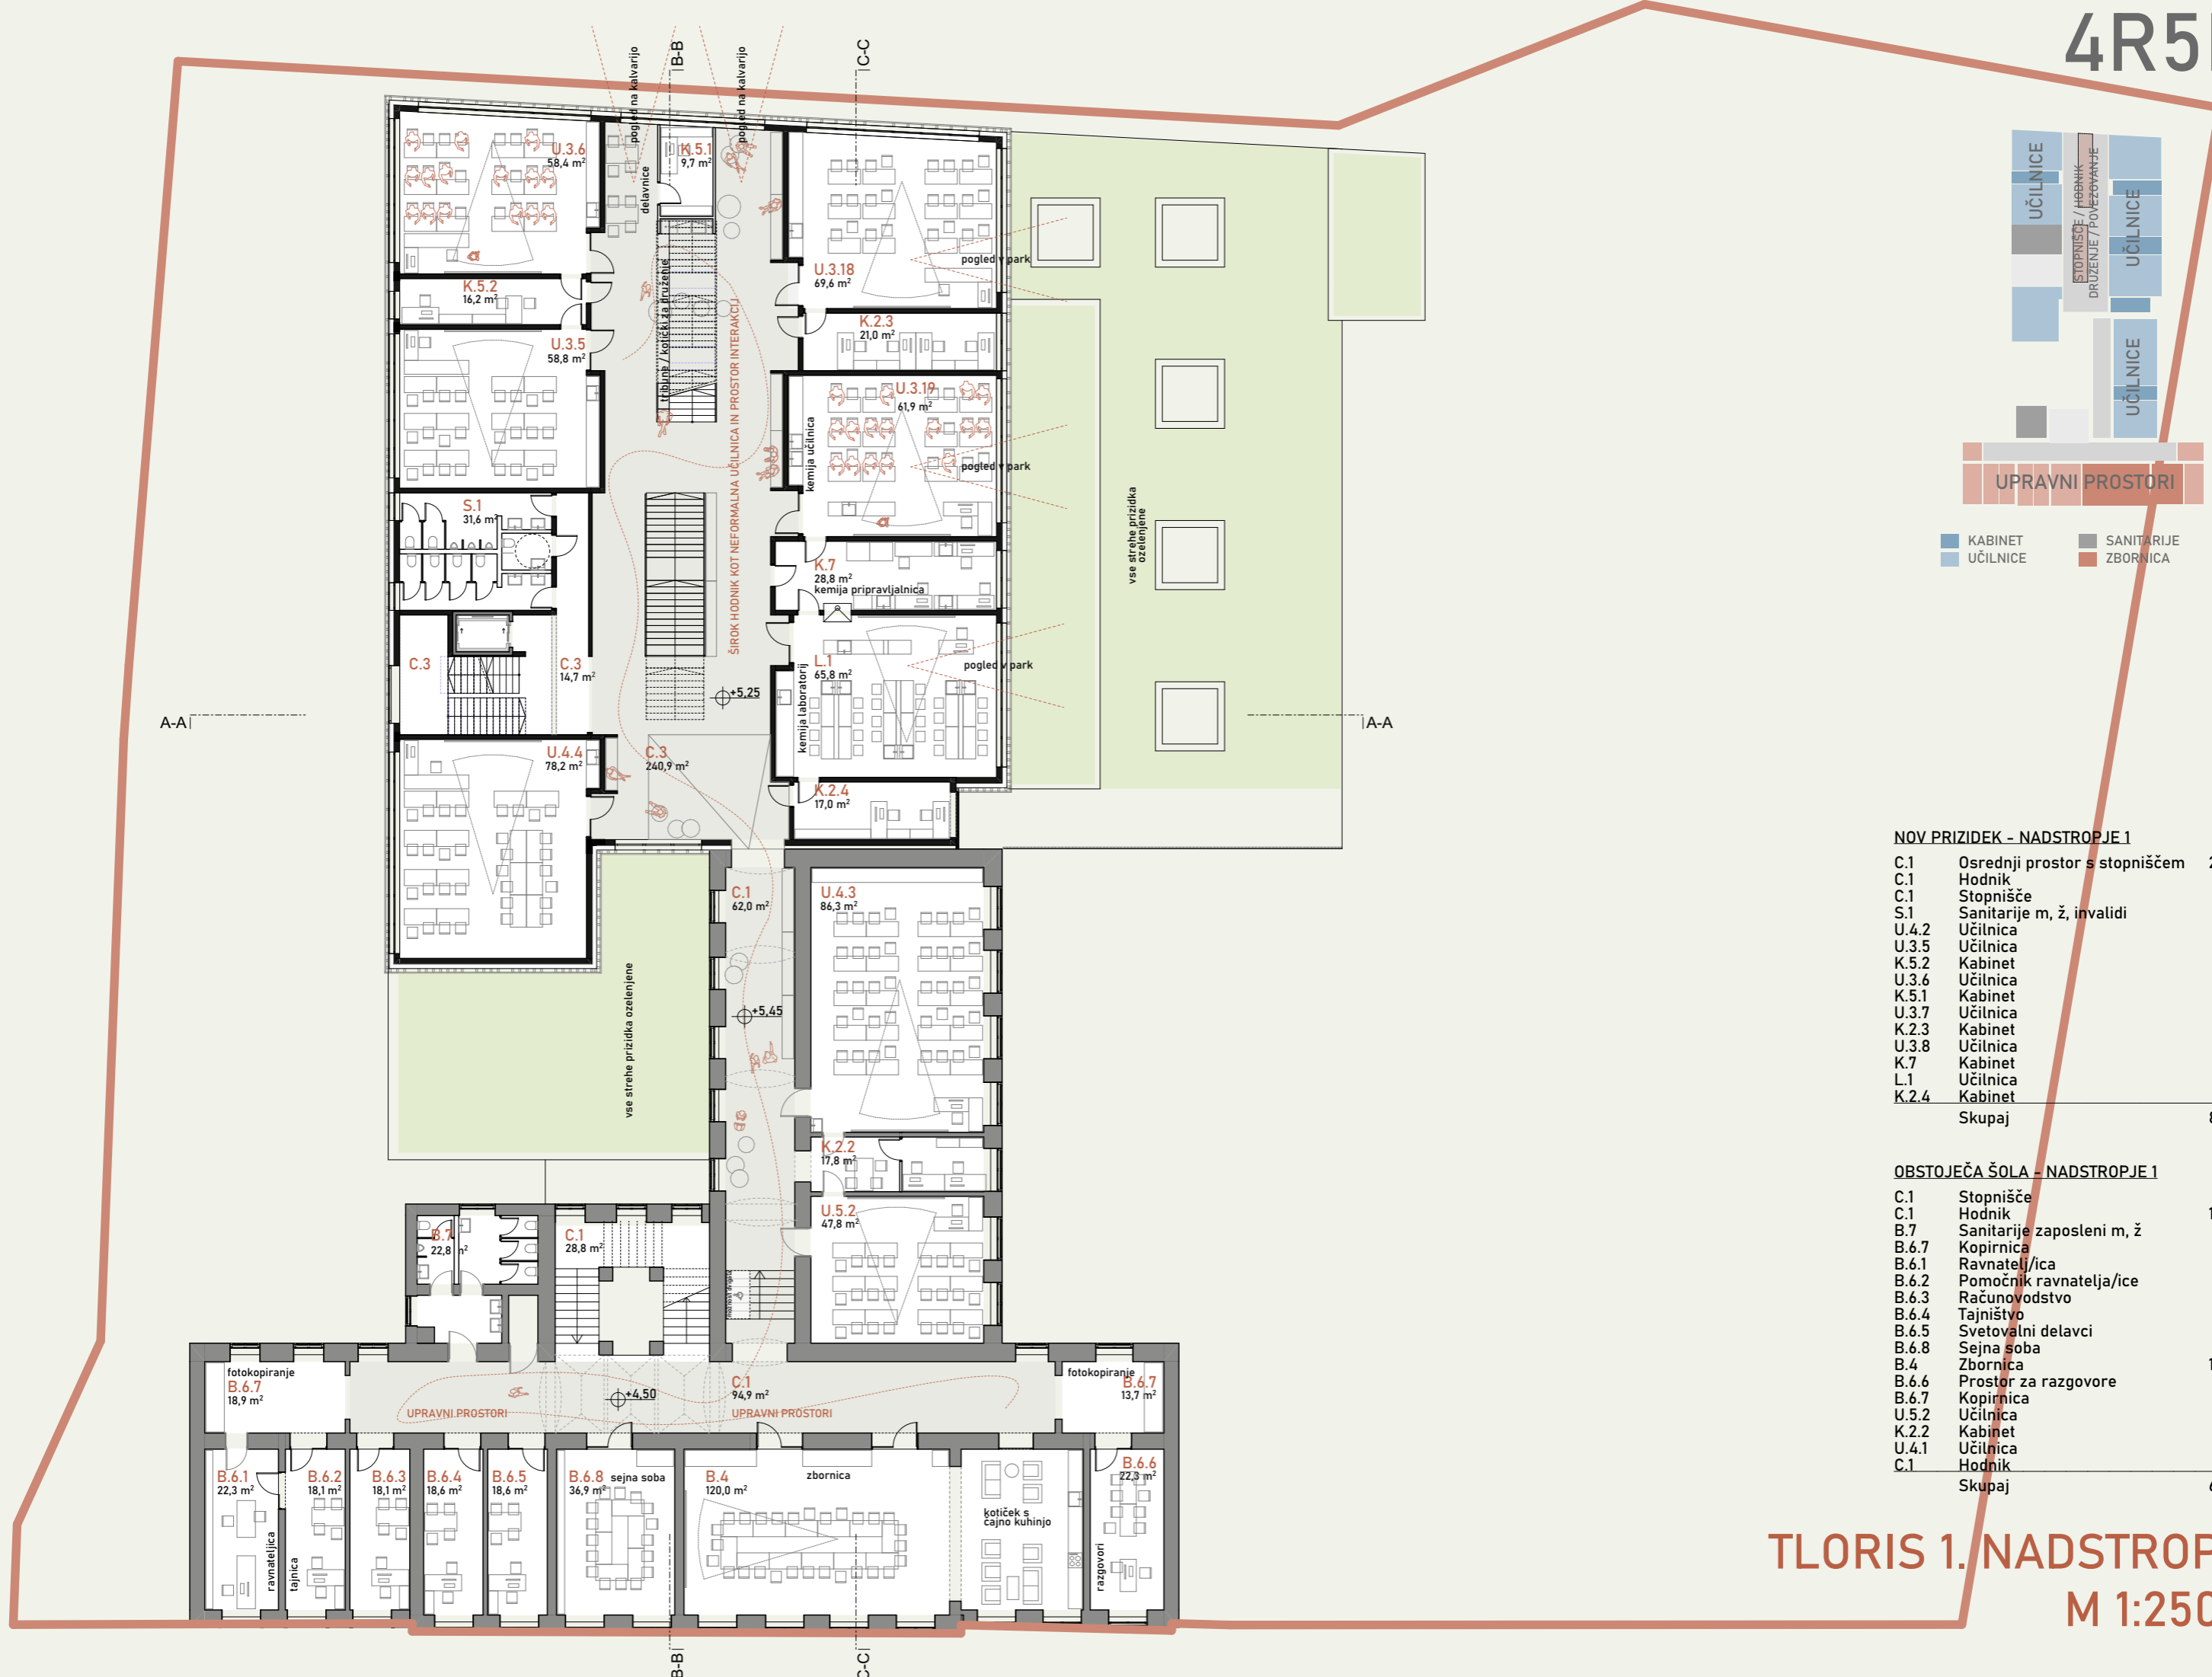 4R5
B-B
C-C
pogled na kalvarijo
pogled na kalvarijo
U.3.6
58,4 m²
K.5.1
9,7 m²
delavnice
U.3.18
69,6 m²
pogled v park
K.5.2
16,2 m²
tribune / kotički za druženje
ŠIROK HODNIK KOT NEFORMALNA UČILNICA IN PROSTOR INTERAKCIJ
K.2.3
21,0 m²
U.3.5
58,8 m²
U.3.19
61,9 m²
kemija učilnica
pogled v park
S.1
31,6 m²
vse strehe prizidka
ozelenjene
K.7
28,8 m²
kemija pripravljalnica
C.3
C.3
14,7 m²
L.1
65,8 m²
kemija laboratorij
pogled v park
+5,25
A-A
A-A
U.4.4
78,2 m²
C.3
240,9 m²
K.2.4
17,0 m²
C.1
62,0 m²
U.4.3
86,3 m²
+5,45
vse strehe prizidka ozelenjene
K.2.2
17,8 m²
U.5.2
47,8 m²
B.7
22,8 m²
C.1
28,8 m²
fotokopiranje
B.6.7
18,9 m²
+4,50
C.1
94,9 m²
UPRAVNI PROSTORI
UPRAVNI PROSTORI
fotokopiranje
B.6.7
13,7 m²
B.6.1
22,3 m²
ravnateljica
tajnica
B.6.2
18,1 m²
B.6.3
18,1 m²
B.6.4
18,6 m²
B.6.5
18,6 m²
B.6.8
sejna soba
36,9 m²
B.4
zbornica
120,0 m²
kotiček s
čajno kuhinjo
B.6.6
22,3 m²
razgovori
B-B
C-C
UČILNICE
STOPNIŠČE / HODNIK
DRUŽENJE / POVEZOVANJE
UČILNICE
UČILNICE
UPRAVNI PROSTORI
KABINET
SANITARIJE
UČILNICE
ZBORNICA
NOV PRIZIDEK - NADSTROPJE 1
C.1 Osrednji prostor s stopniščem 2
C.1 Hodnik
C.1 Stopnišče
S.1 Sanitarije m, ž, invalidi
U.4.2 Učilnica
U.3.5 Učilnica
K.5.2 Kabinet
U.3.6 Učilnica
K.5.1 Kabinet
U.3.7 Učilnica
K.2.3 Kabinet
U.3.8 Učilnica
K.7 Kabinet
L.1 Učilnica
K.2.4 Kabinet
Skupaj 8
OBSTOJEČA ŠOLA - NADSTROPJE 1
C.1 Stopnišče
C.1 Hodnik 1
B.7 Sanitarije zaposleni m, ž
B.6.7 Kopirnica
B.6.1 Ravnatelj/ica
B.6.2 Pomočnik ravnatelja/ice
B.6.3 Računovodstvo
B.6.4 Tajništvo
B.6.5 Svetovalni delavci
B.6.8 Sejna soba
B.4 Zbornica 1
B.6.6 Prostor za razgovore
B.6.7 Kopirnica
U.5.2 Učilnica
K.2.2 Kabinet
U.4.1 Učilnica
C.1 Hodnik
Skupaj
TLORIS 1. NADSTROP
M 1:250